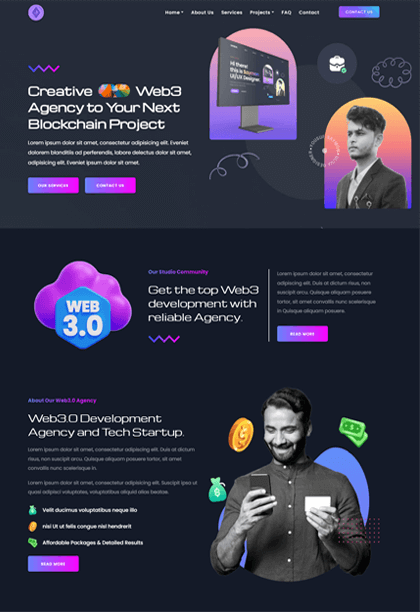 Home
About Us
Services
Projects
FAQ
Contact
CONTACT US
Creative Web3
Agency to Your Next
Blockchain Project
Lorem ipsum dolor sit amet, consectetur adipisicing elit. Eveniet
dolorem blanditiis ad perferendis, labore delectus dolor sit amet,
adipisicing elit. Eveniet ipsum dolor sit amet.
OUR SERVICES
CONTACT US
Hi there!
this is
UI/UX Designer.
WEB
3.0
Our Studio Community
Get the top Web3
development with
reliable Agency.
Lorem ipsum dolor sit amet, consectetur
adipiscing elit. Duis at dictum risus, non
suscipit arcu. Quisque aliquam posuere
tortor, sit amet convallis nunc scelerisque
in Quisque aliquam posuere.
READ MORE
About Our Web3.0 Agency
Web3.0 Development
Agency and Tech Startup.
Lorem ipsum dolor sit amet, consectetur adipiscing elit. Duis at dictum
risus, non suscipit arcu. Quisque aliquam posuere tortor, sit amet
convallis nunc scelerisque in.
Lorem ipsum dolor sit amet, consectetur adipisicing elit. Suscipit ipsa ut
quasi adipisci voluptates, voluptatibus aliquid alias beatae.
Velit ducimus voluptatibus neque illo
nisi Ut ut felis congue nisl hendrerit
Affordable Packages & Detailed Results
READ MORE